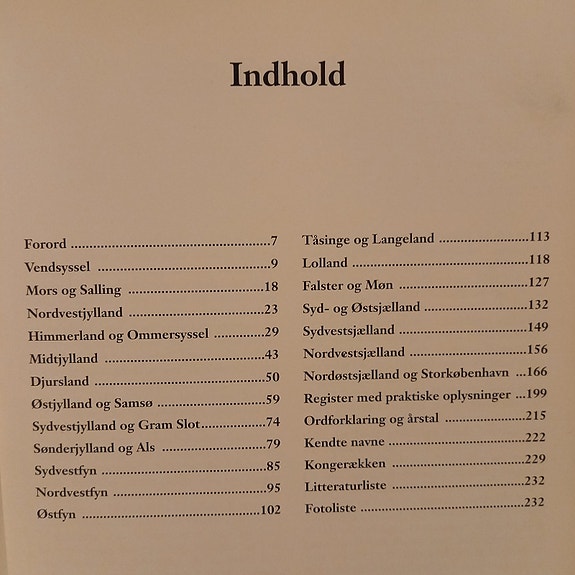 Indhold
Forord ..................................................7
Vendsyssel .............................................9
Mors og Salling ....................................18
Nordvestjylland ...................................23
Himmerland og Ommersyssel ...................29
Midtjylland .........................................43
Djursland ............................................50
Østjylland og Samsø ..............................59
Sydvestjylland og Gram Slot....................74
Sønderjylland og Als .............................79
Sydvestfyn ..........................................85
Nordvestfyn ......................................95
Østfyn ............................................102
Tåsinge og Langeland ......................113
Lolland ............................................118
Falster og Møn .................................127
Syd- og Østsjælland ..........................132
Sydvestsjælland ................................149
Nordvestsjælland .............................156
Nordøstsjælland og Storkøbenhavn ...166
Register med praktiske oplysninger ...199
Ordforklaring og årstal .....................215
Kendte navne ...................................222
Kongerækken ...................................229
Litteraturliste .................................232
Fotoliste ..........................................232